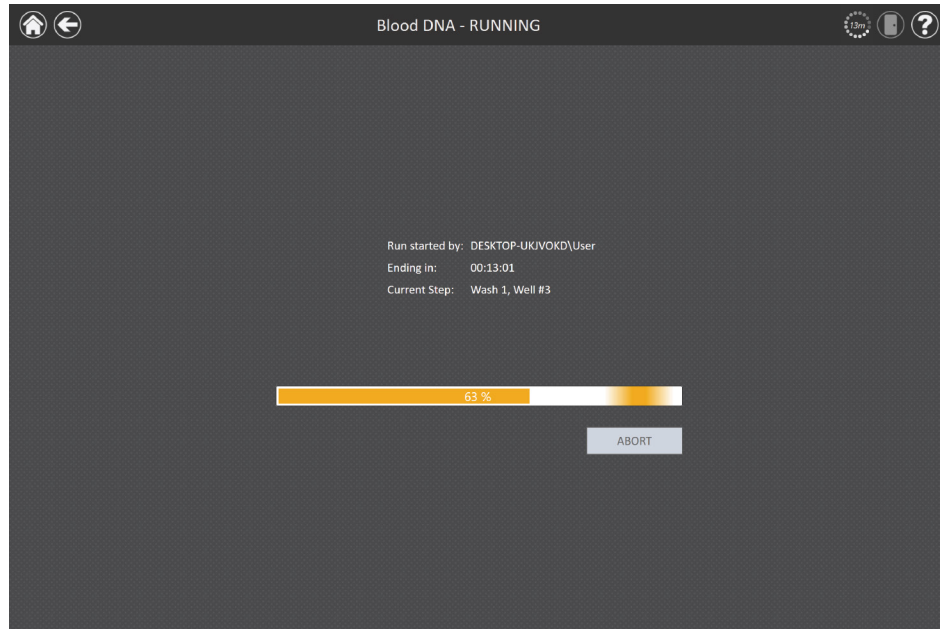 Blood DNA - RUNNING
13m
?
Run started by: DESKTOP-UKJVOKD\User
Ending in: 00:13:01
Current Step: Wash 1, Well #3
63 %
ABORT